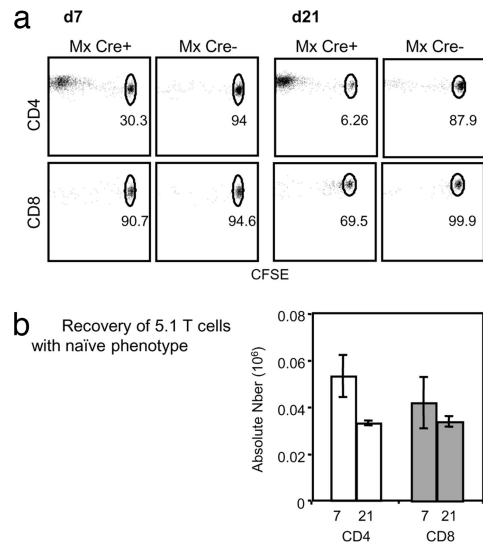 a
d7 d21
Mx Cre+ Mx Cre- Mx Cre+ Mx Cre-
CD4
30.3 94 6.26 87.9
CD8
90.7 94.6 69.5 99.9
CFSE
b
Recovery of 5.1 T cells
with naïve phenotype
Absolute Nber (10⁶)
0.08
0.06
0.04
0.02
0
7 21 7 21
CD4 CD8